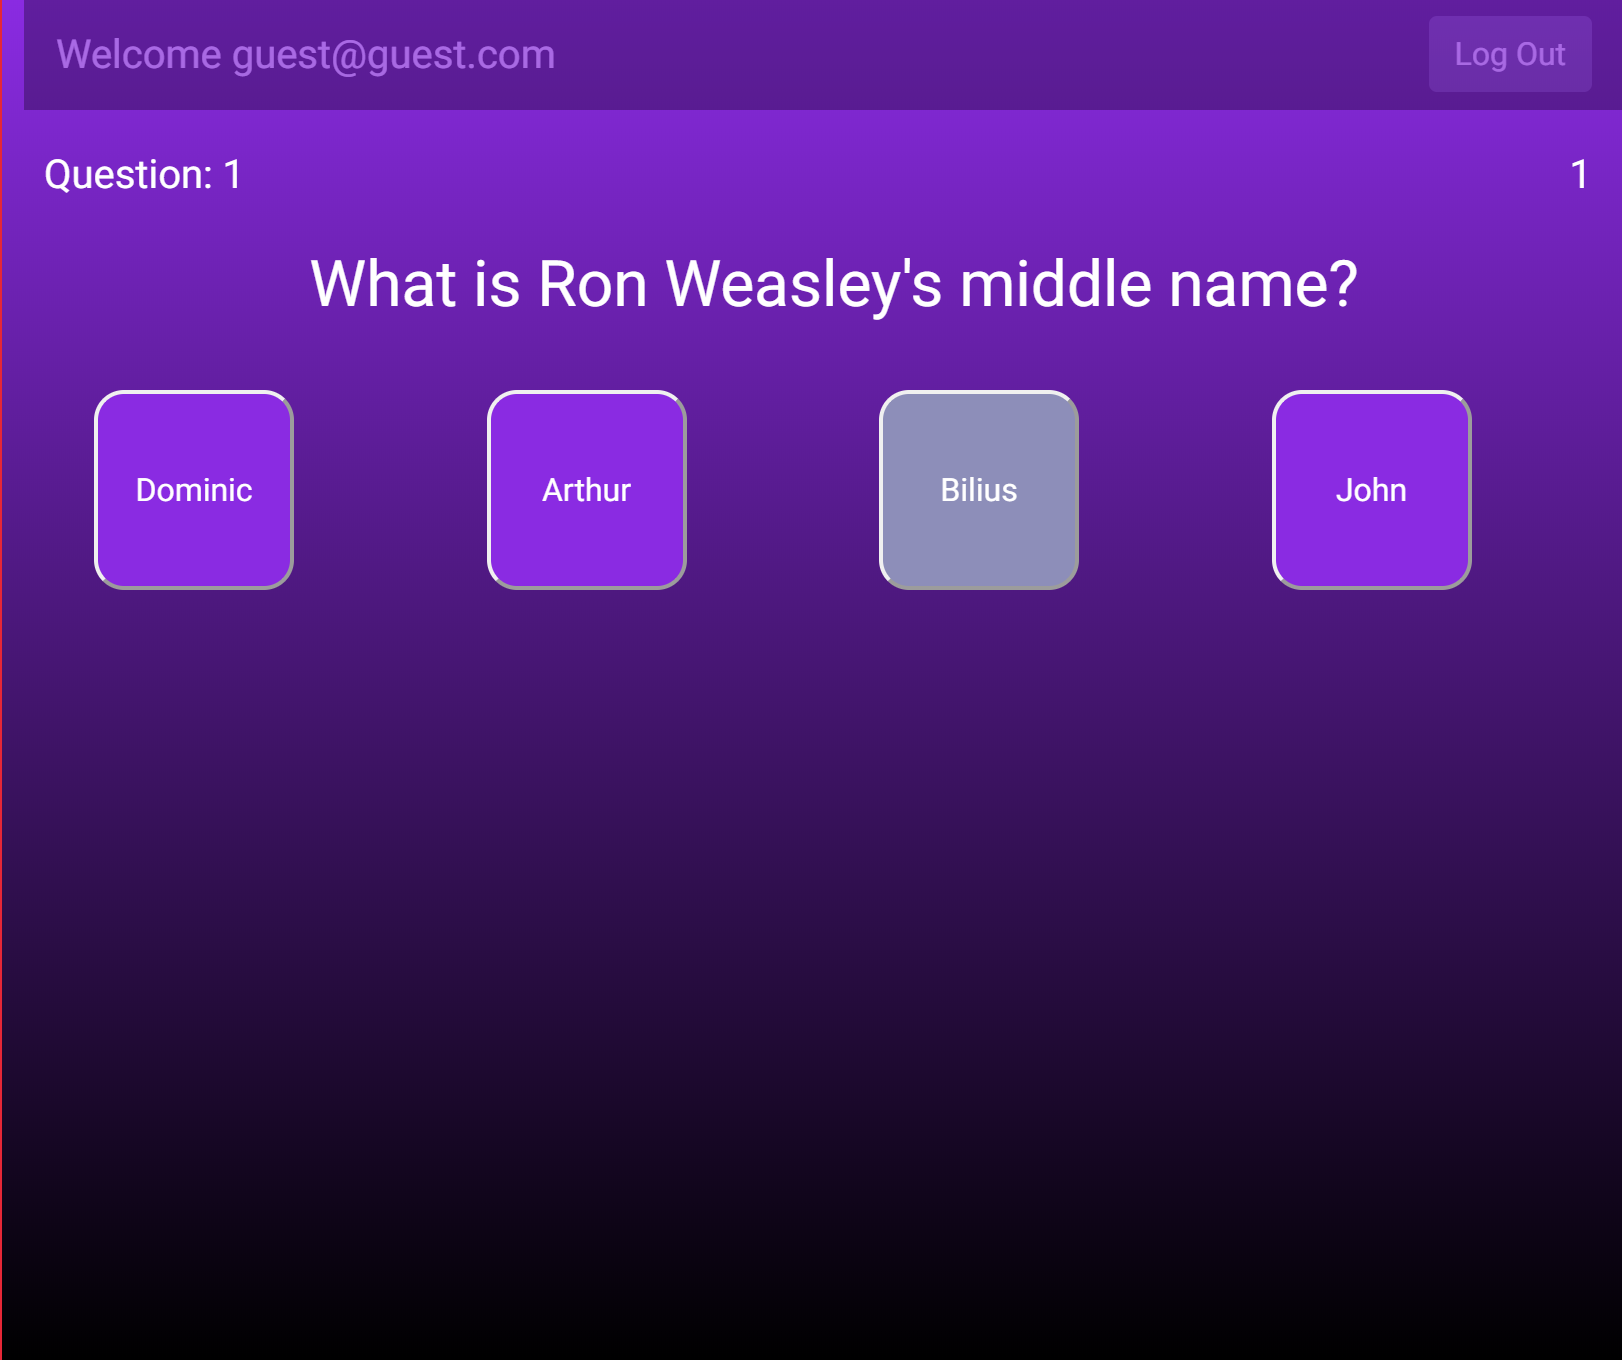 Welcome guest@guest.com
Log Out
Question: 1
1
What is Ron Weasley's middle name?
Dominic
Arthur
Bilius
John